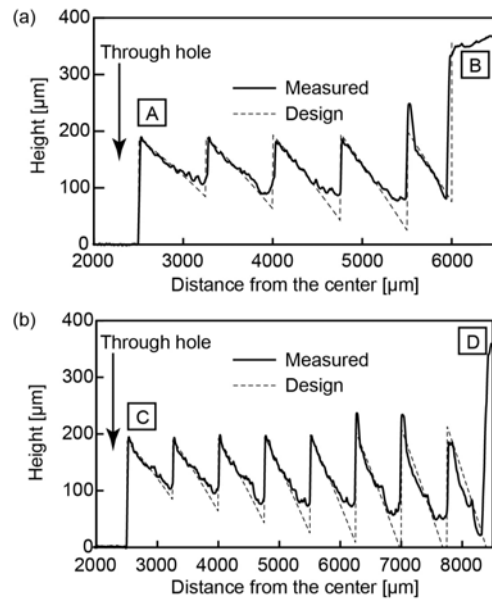 (a)
400
Through hole
B
300
A
Measured
Design
200
Height [µm]
100
0
2000 3000 4000 5000 6000
Distance from the center [µm]
(b)
400
Through hole
D
300
C
Measured
Design
200
Height [µm]
100
0
2000 3000 4000 5000 6000 7000 8000
Distance from the center [µm]